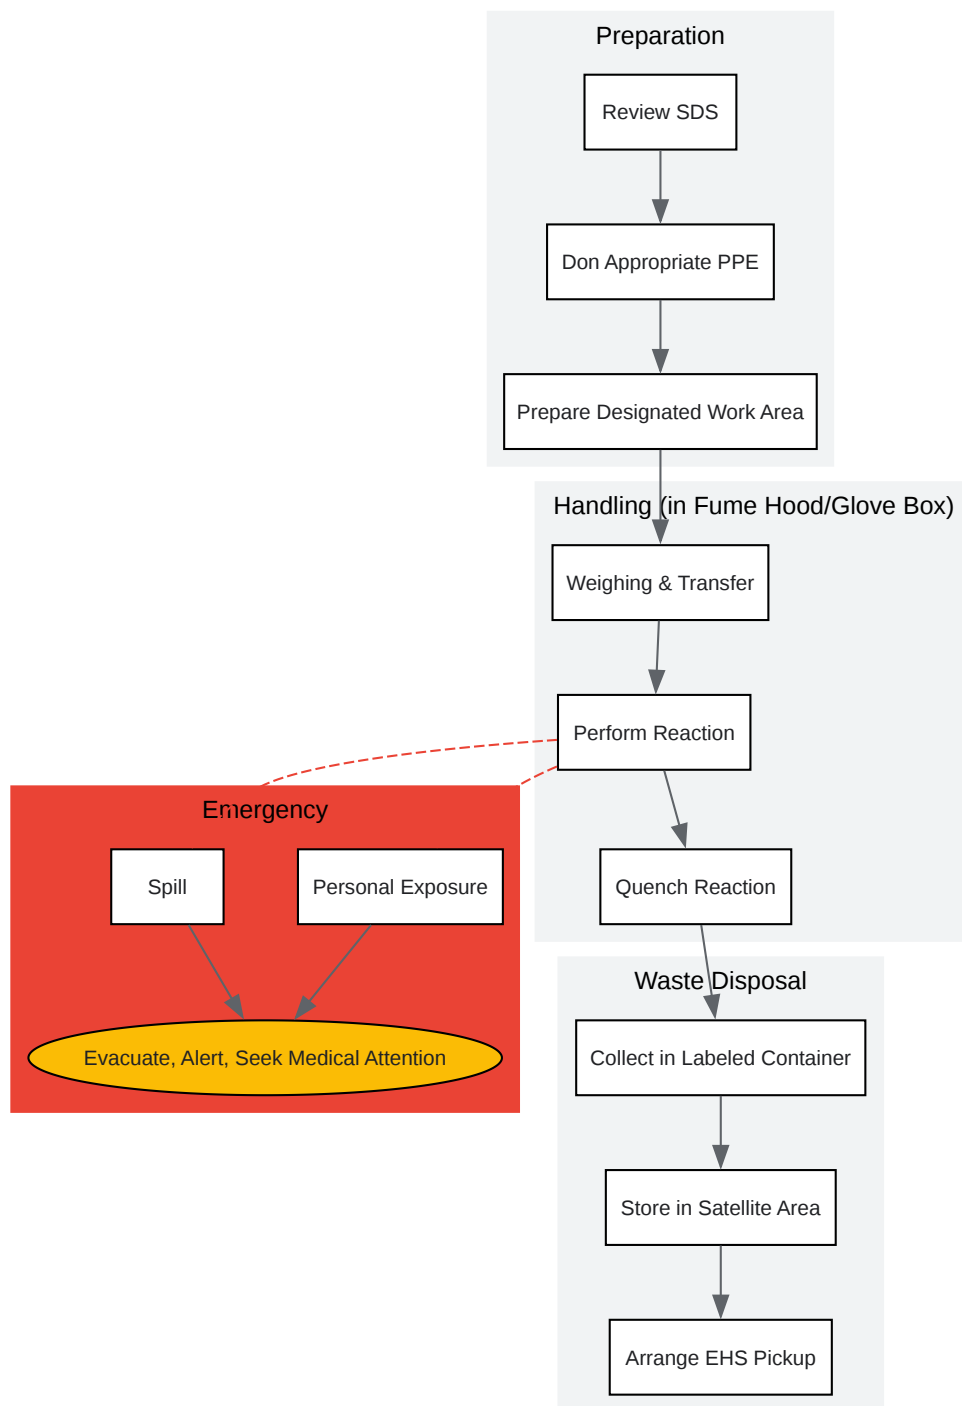 Preparation
Review SDS
Don Appropriate PPE
Prepare Designated Work Area
Handling (in Fume Hood/Glove Box)
Weighing & Transfer
Perform Reaction
Emergency
Spill
Personal Exposure
Quench Reaction
Evacuate, Alert, Seek Medical Attention
Waste Disposal
Collect in Labeled Container
Store in Satellite Area
Arrange EHS Pickup